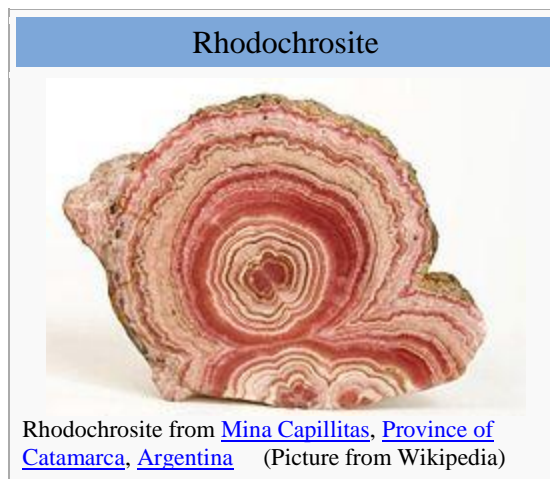 Rhodochrosite
Rhodochrosite from Mina Capillitas, Province of
Catamarca, Argentina (Picture from Wikipedia)